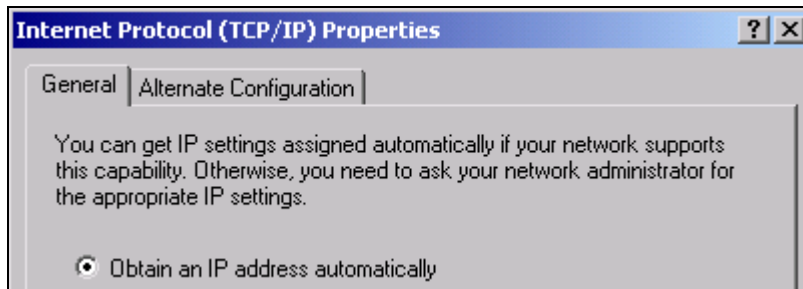 Internet Protocol (TCP/IP) Properties
General
Alternate Configuration
You can get IP settings assigned automatically if your network supports
this capability. Otherwise, you need to ask your network administrator for
the appropriate IP settings.
Obtain an IP address automatically